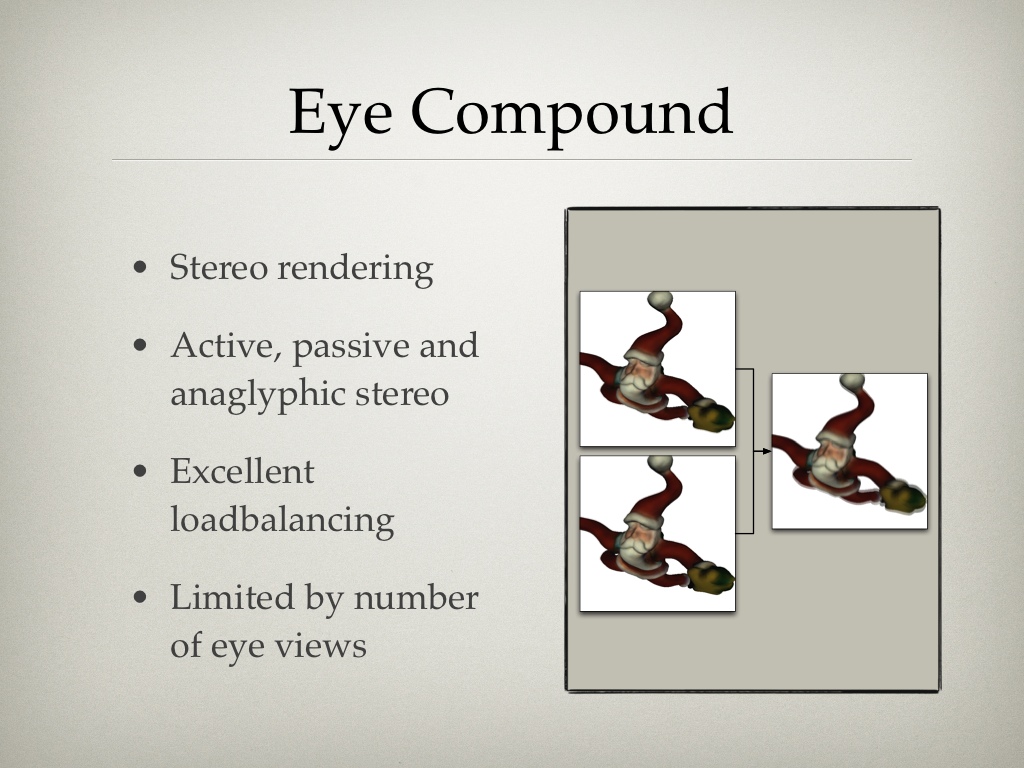 Eye Compound
• Stereo rendering
• Active, passive and
anaglyphic stereo
• Excellent
loadbalancing
• Limited by number
of eye views